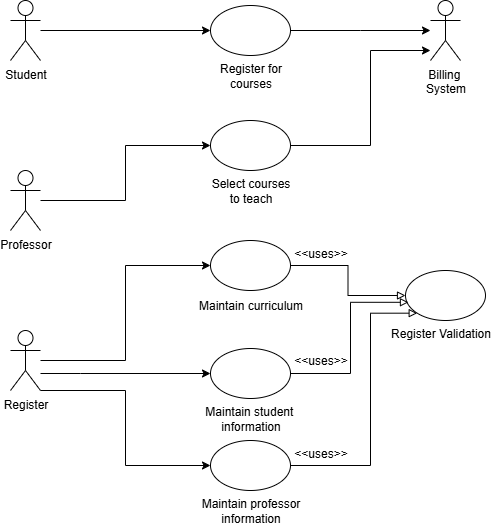 Student
Register for
courses
Billing
System
Select courses
to teach
Professor
<<uses>>
Maintain curriculum
Register Validation
<<uses>>
Register
Maintain student
information
<<uses>>
Maintain professor
information